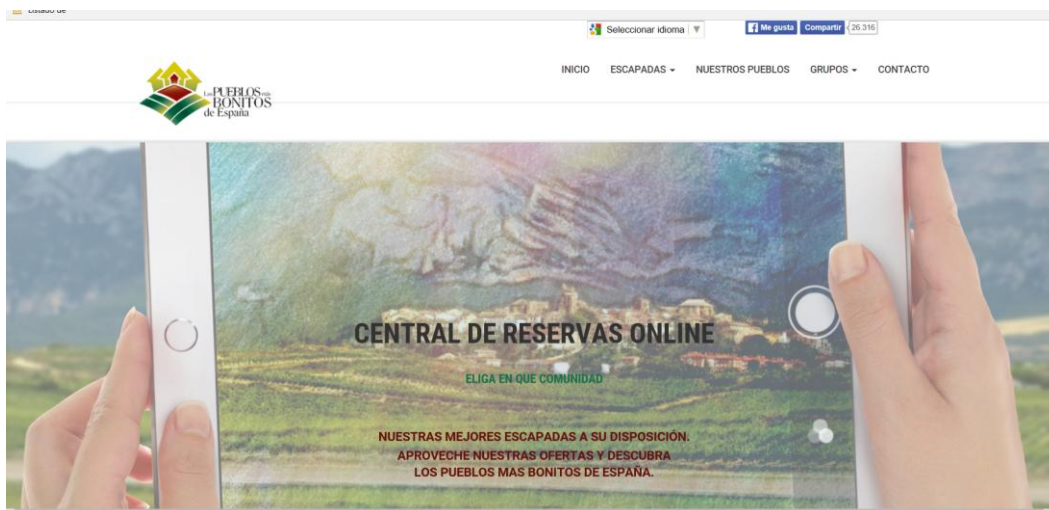 Listado de
Seleccionar idioma
Me gusta Compartir 26.316
INICIO ESCAPADAS NUESTROS PUEBLOS GRUPOS CONTACTO
Los PUEBLOS más
BONITOS
de España
CENTRAL DE RESERVAS ONLINE
ELIGA EN QUE COMUNIDAD
NUESTRAS MEJORES ESCAPADAS A SU DISPOSICIÓN.
APROVECHE NUESTRAS OFERTAS Y DESCUBRA
LOS PUEBLOS MAS BONITOS DE ESPAÑA.